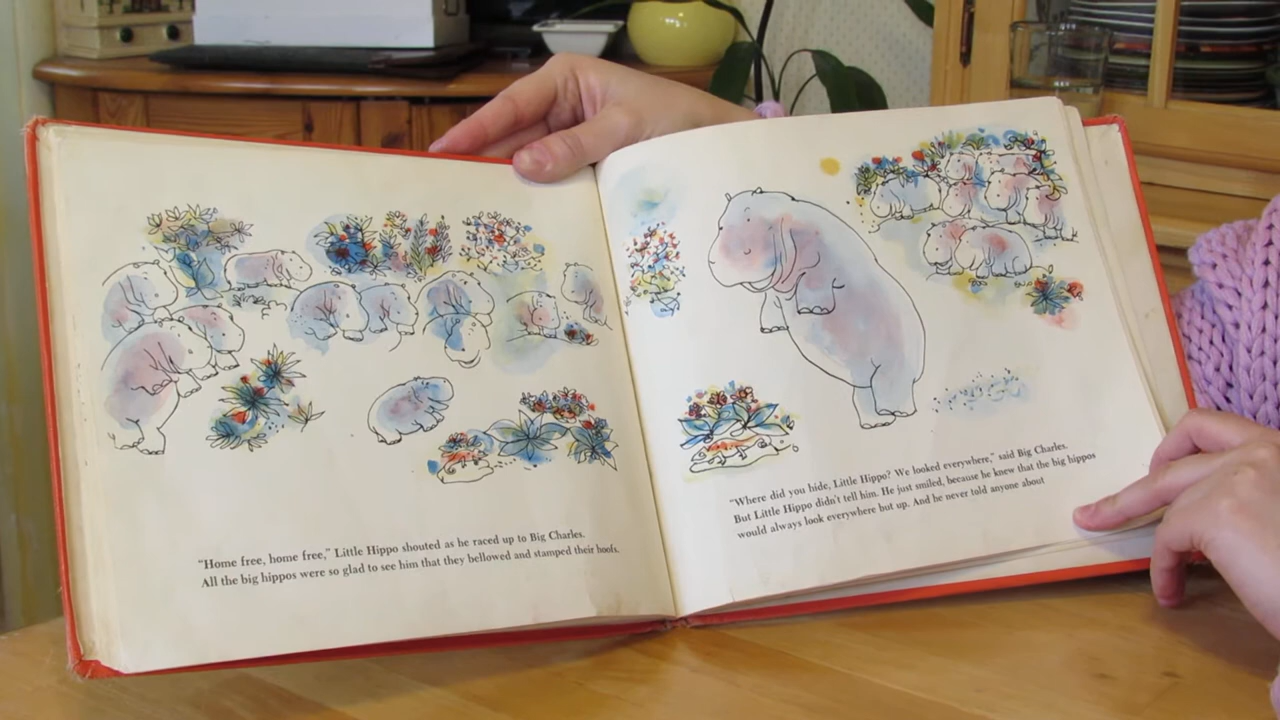 "Home free, home free," Little Hippo shouted as he raced up to Big Charles.
All the big hippos were so glad to see him that they bellowed and stamped their hoofs.
"Where did you hide, Little Hippo? We looked everywhere," said Big Charles.
But Little Hippo didn't tell him. He just smiled, because he knew that the big hippos
would always look everywhere but up. And he never told anyone about